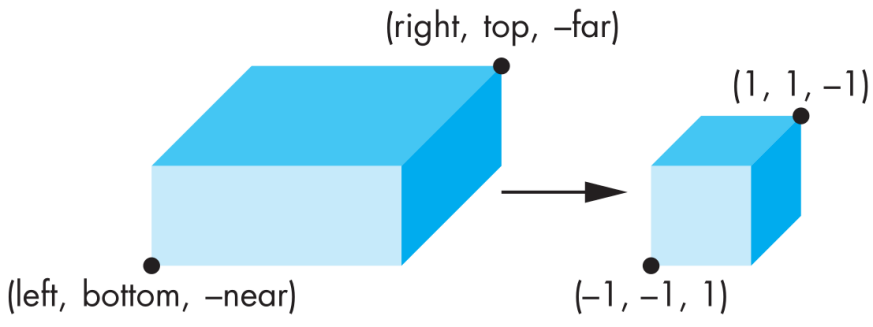 (right, top, –far)
(1, 1, –1)
(left, bottom, –near)
(–1, –1, 1)